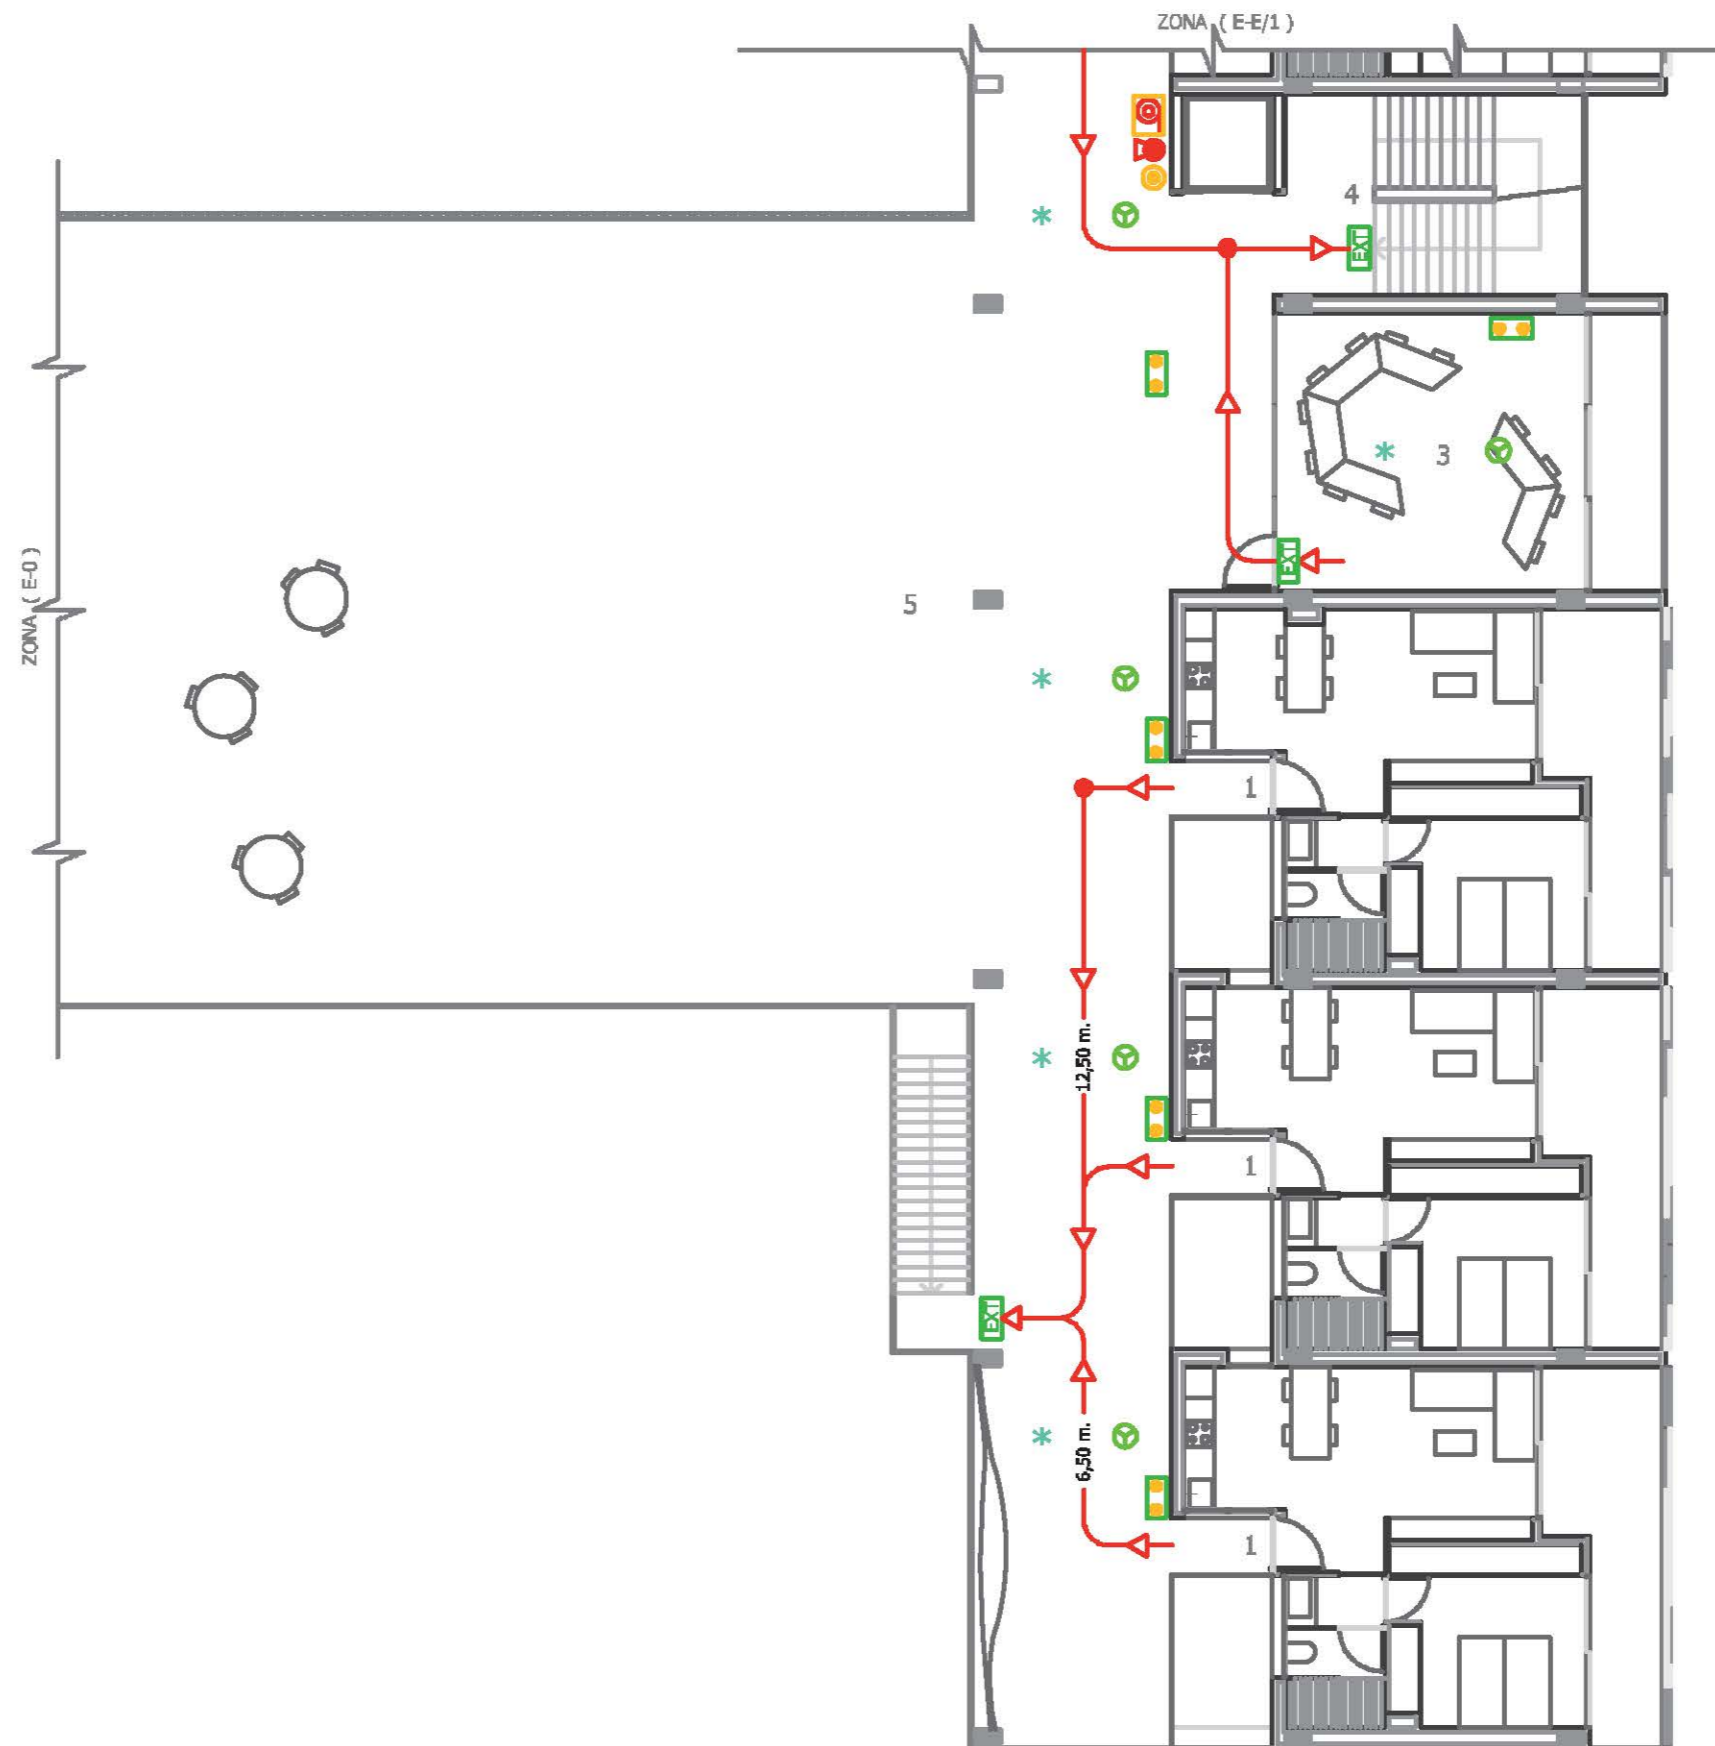 ZONA ( E-E/1 )
4
EXIT
3
EXIT
ZONA ( E-0 )
5
1
12,50 m.
1
EXIT
6,50 m.
1